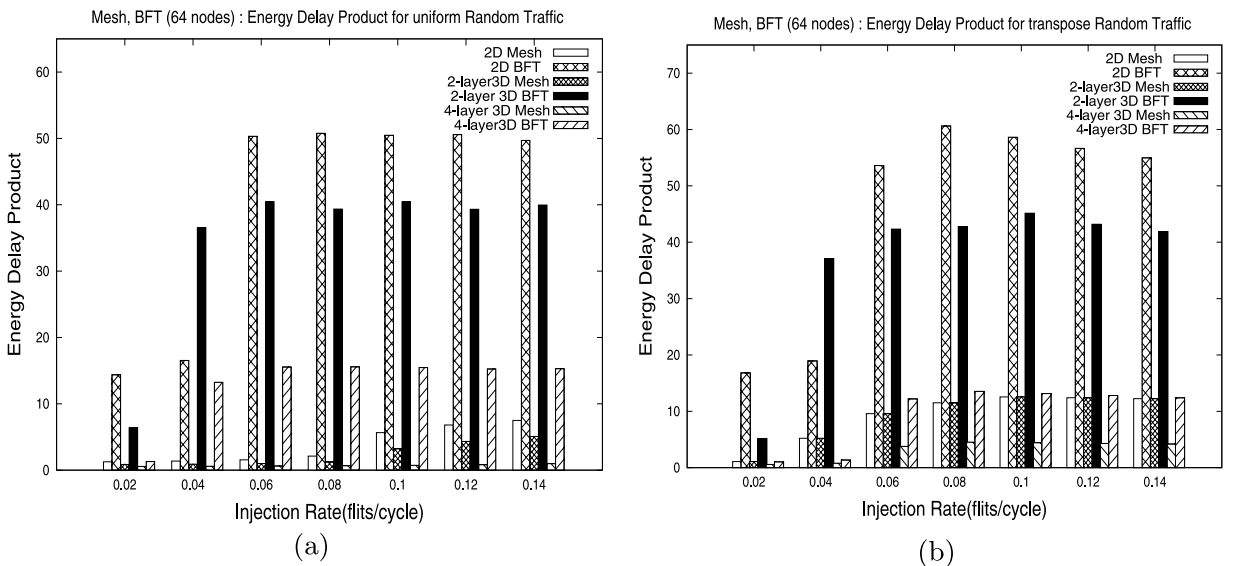 Mesh, BFT (64 nodes) : Energy Delay Product for uniform Random Traffic
60
50
40
30
20
10
0
Energy Delay Product
2D Mesh
2D BFT
2-layer3D Mesh
2-layer 3D BFT
4-layer 3D Mesh
4-layer3D BFT
0.02 0.04 0.06 0.08 0.1 0.12 0.14
Injection Rate(flits/cycle)
(a)
Mesh, BFT (64 nodes) : Energy Delay Product for transpose Random Traffic
70
60
50
40
30
20
10
0
Energy Delay Product
2D Mesh
2D BFT
2-layer3D Mesh
2-layer 3D BFT
4-layer 3D Mesh
4-layer3D BFT
0.02 0.04 0.06 0.08 0.1 0.12 0.14
Injection Rate(flits/cycle)
(b)